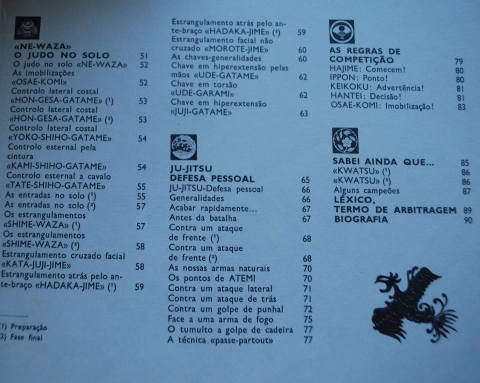 «NE-WAZA»
O JUDO NO SOLO 51
O judo no solo «NE-WAZA» 52
As imobilizações
«OSAE-KOMI» 52
Controlo lateral costal
«HON-GESA-GATAME» (¹) 53
Controlo lateral costal
«HON-GESA-GATAME» (²) 53
Controlo lateral costal
«YOKO-SHIHO-GATAME» 54
Controlo esternal pela
cintura
«KAMI-SHIHO-GATAME» 54
Controlo esternal a cavalo
«TATE-SHIHO-GATAME» 55
As entradas no solo (¹) 55
As entradas no solo (²) 57
Os estrangulamentos
«SHIME-WAZA» (¹) 57
Os estrangulamentos
«SHIME-WAZA» (²) 58
Estrangulamento cruzado facial
«KATA-JUJI-JIME» 58
Estrangulamento atrás pelo an-
te-braço «HADAKA-JIME» (¹) 59
(1) Preparação
(2) Fase final
Estrangulamento atrás pelo an-
te-braço «HADAKA-JIME» (²) 59
Estrangulamento facial não
cruzado «MOROTE-JIME» 60
As chaves-generalidades 60
Chave em hiperextensão pelas
mãos «UDE-GATAME» 62
Chave em torsão
«UDE-GARAMI» 62
Chave em hiperextensão
«JUJI-GATAME» 63
JU-JITSU
DEFESA PESSOAL 65
JU-JITSU-Defesa pessoal 66
Generalidades 66
Acabar rapidamente... 67
Antes da batalha 67
Contra um ataque
de frente (¹) 68
Contra um ataque
de frente (²) 68
As nossas armas naturais 70
Os pontos de ATEMI 70
Contra um ataque lateral 71
Contra um ataque de trás 71
Contra um golpe de punhal 72
Face a uma arma de fogo 75
O tumulto a golpe de cadeira 77
A técnica «passe-partout» 77
AS REGRAS DE
COMPETIÇÃO 79
HAJIME: Comecem! 80
IPPON: Ponto! 80
KEIKOKU: Advertência! 81
HANTEI: Decisão! 81
OSAE-KOMI: Imobilização! 83
SABEI AINDA QUE... 85
«KWATSU» (¹) 86
«KWATSU» (²) 86
Alguns campeões 87
LÉXICO,
TERMO DE ARBITRAGEM 89
BIOGRAFIA 90